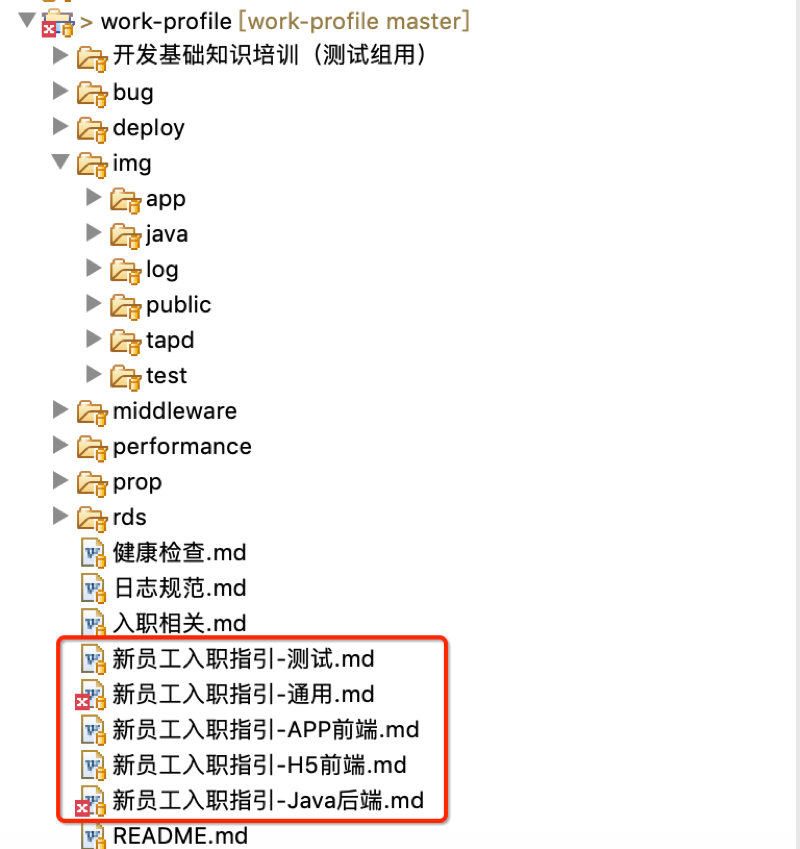 > work-profile [work-profile master]
开发基础知识培训（测试组用）
bug
deploy
img
app
java
log
public
tapd
test
middleware
performance
prop
rds
健康检查.md
日志规范.md
入职相关.md
新员工入职指引-测试.md
新员工入职指引-通用.md
新员工入职指引-APP前端.md
新员工入职指引-H5前端.md
新员工入职指引-Java后端.md
README.md